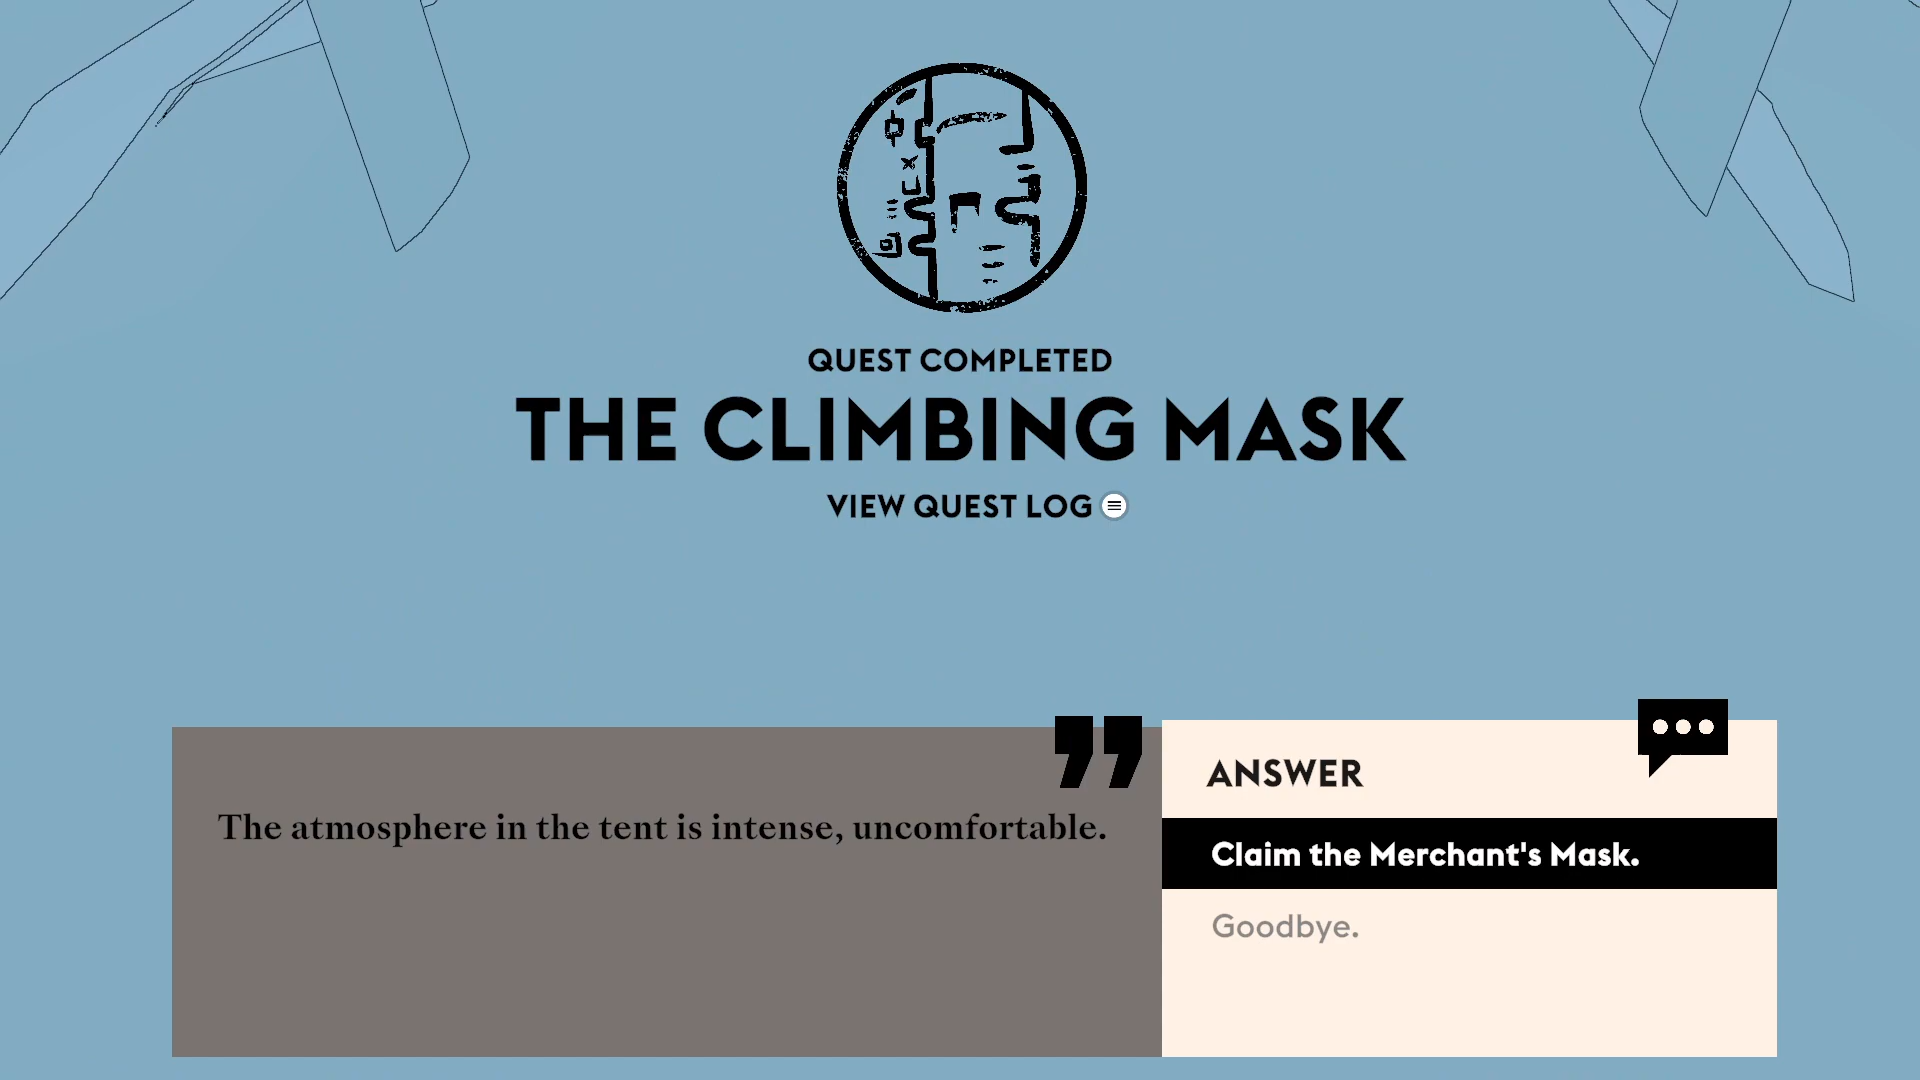 QUEST COMPLETED
THE CLIMBING MASK
VIEW QUEST LOG
The atmosphere in the tent is intense, uncomfortable.
ANSWER
Claim the Merchant's Mask.
Goodbye.